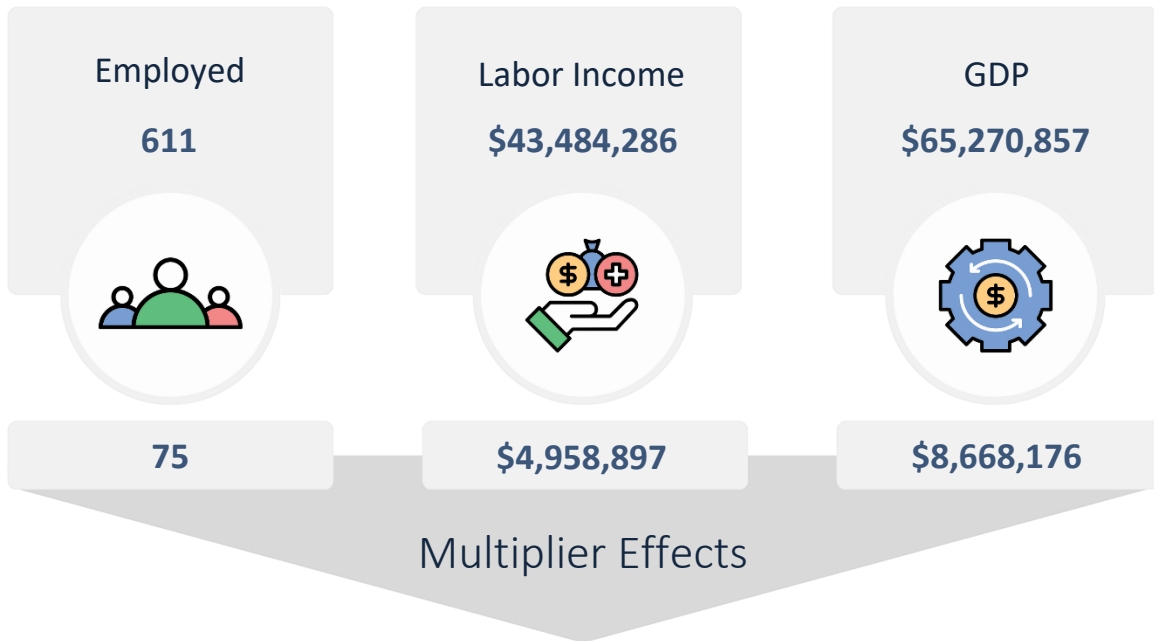 Employed
611
Labor Income
$43,484,286
GDP
$65,270,857
$
$
75
$4,958,897
$8,668,176
Multiplier Effects